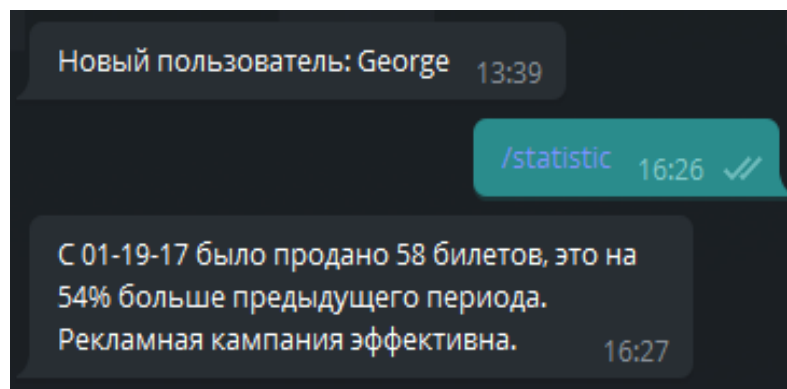 Новый пользователь: George 13:39
/statistic 16:26
С 01-19-17 было продано 58 билетов, это на
54% больше предыдущего периода.
Рекламная кампания эффективна. 16:27